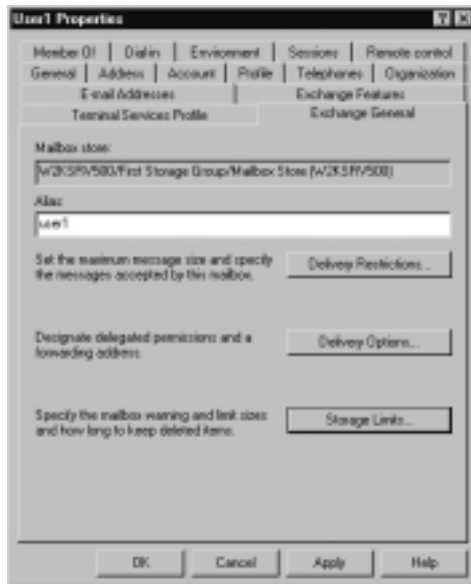 User1 Properties
Member Of Dial-in Environment Sessions Remote control
General Address Account Profile Telephones Organization
E-mail Addresses Exchange Features
Terminal Services Profile Exchange General
Mailbox store:
W2KSRV500/First Storage Group/Mailbox Store (W2KSRV500)
Alias:
user1
Set the maximum message size and specify
the messages accepted by this mailbox.
Delivery Restrictions...
Designate delegated permissions and a
forwarding address.
Delivery Options...
Specify the mailbox warning and limit sizes
and how long to keep deleted items.
Storage Limits...
OK Cancel Apply Help